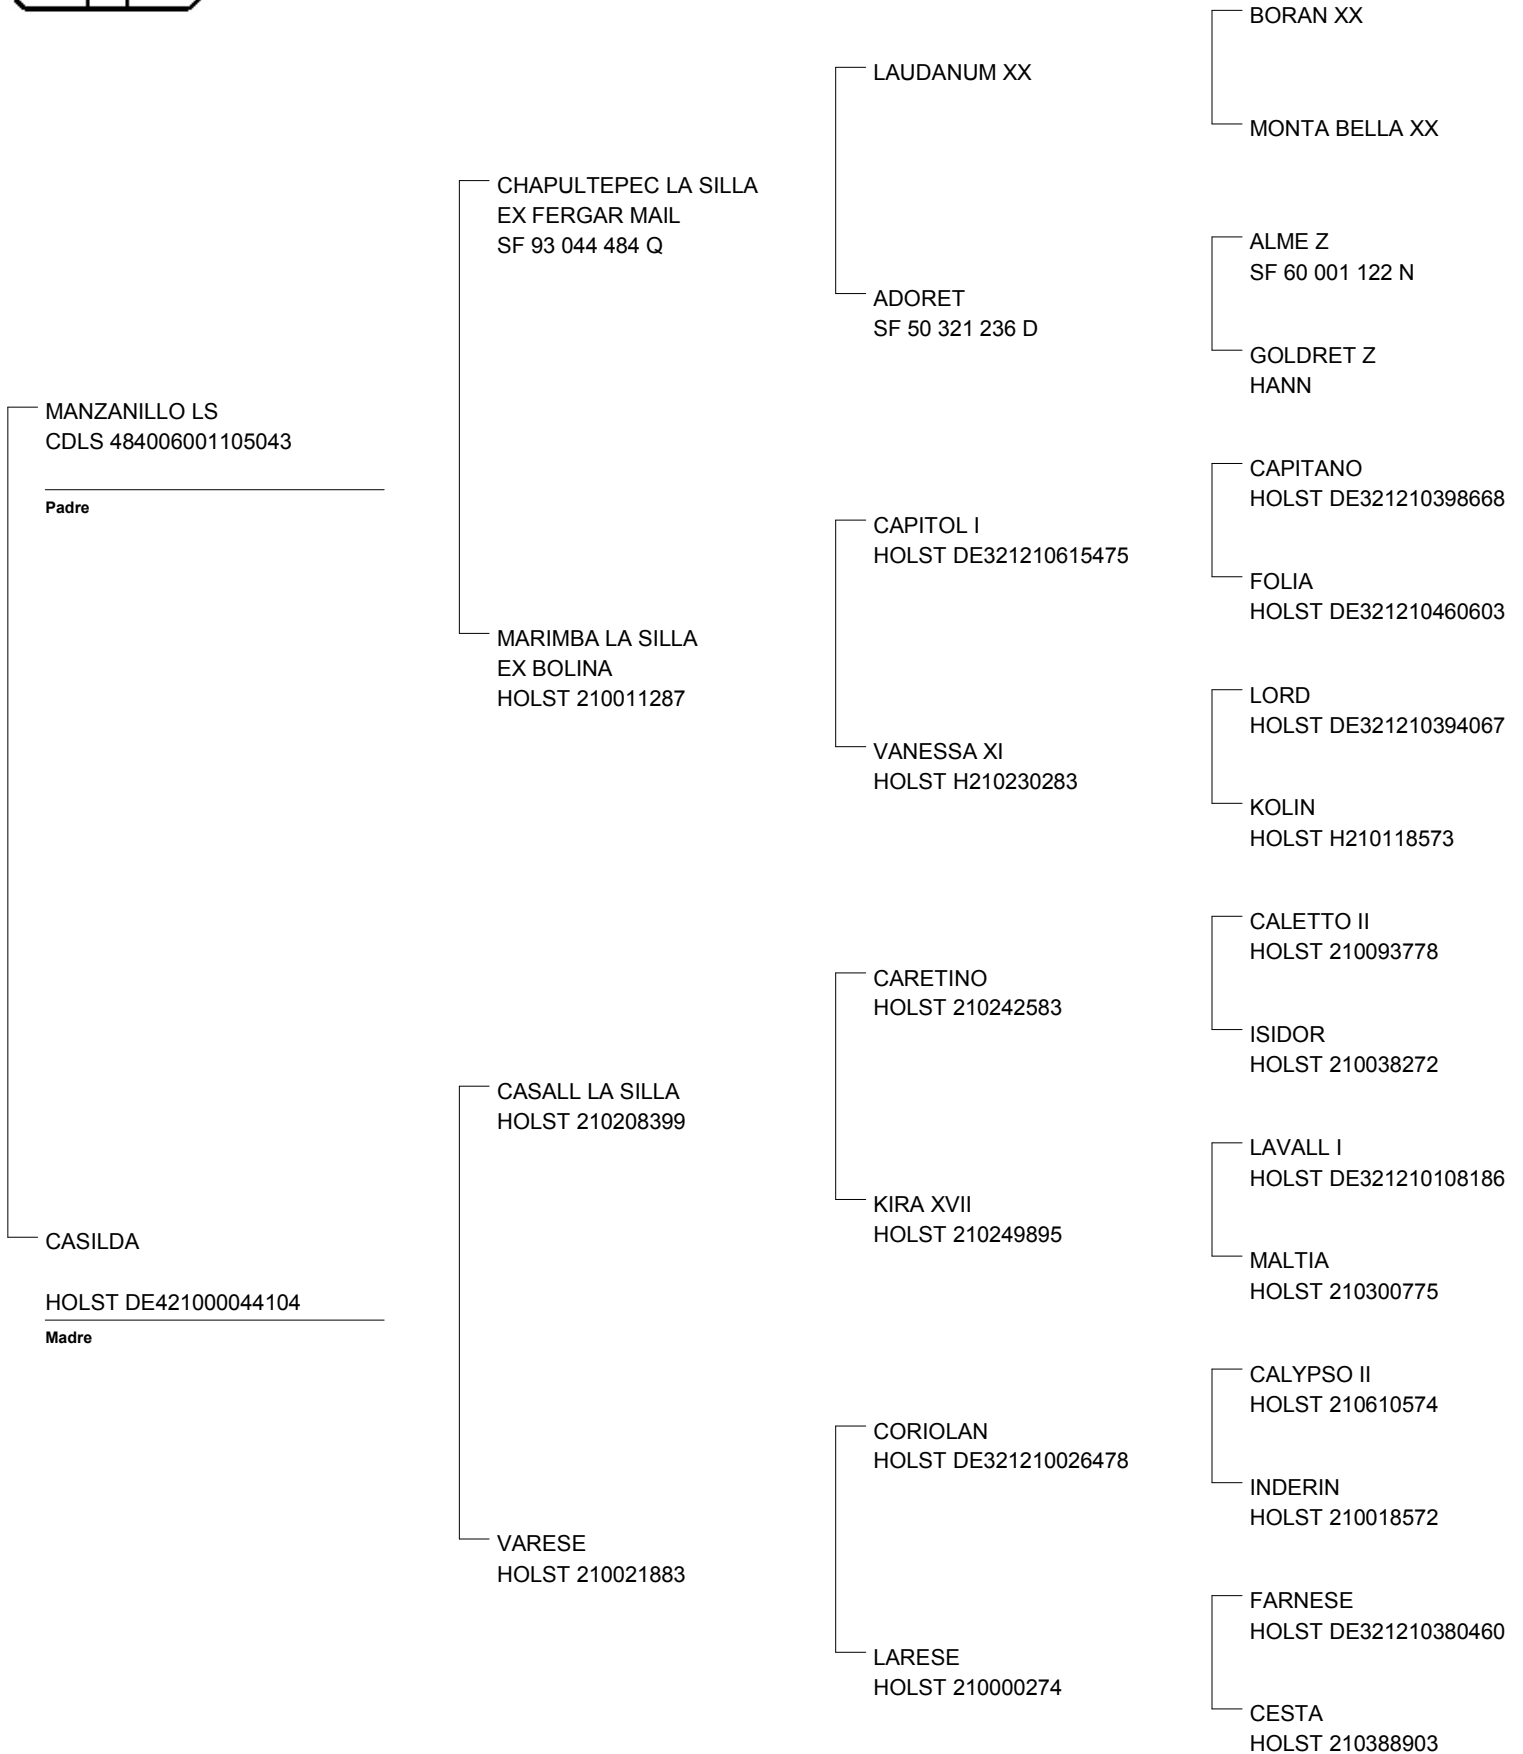 MANZANILLO LS
CDLS 484006001105043
Padre
CASILDA
HOLST DE421000044104
Madre
CHAPULTEPEC LA SILLA
EX FERGAR MAIL
SF 93 044 484 Q
MARIMBA LA SILLA
EX BOLINA
HOLST 210011287
CASALL LA SILLA
HOLST 210208399
VARESE
HOLST 210021883
LAUDANUM XX
ADORET
SF 50 321 236 D
CAPITOL I
HOLST DE321210615475
VANESSA XI
HOLST H210230283
CARETINO
HOLST 210242583
KIRA XVII
HOLST 210249895
CORIOLAN
HOLST DE321210026478
LARESE
HOLST 210000274
BORAN XX
MONTA BELLA XX
ALME Z
SF 60 001 122 N
GOLDRET Z
HANN
CAPITANO
HOLST DE321210398668
FOLIA
HOLST DE321210460603
LORD
HOLST DE321210394067
KOLIN
HOLST H210118573
CALETTO II
HOLST 210093778
ISIDOR
HOLST 210038272
LAVALL I
HOLST DE321210108186
MALTIA
HOLST 210300775
CALYPSO II
HOLST 210610574
INDERIN
HOLST 210018572
FARNESE
HOLST DE321210380460
CESTA
HOLST 210388903